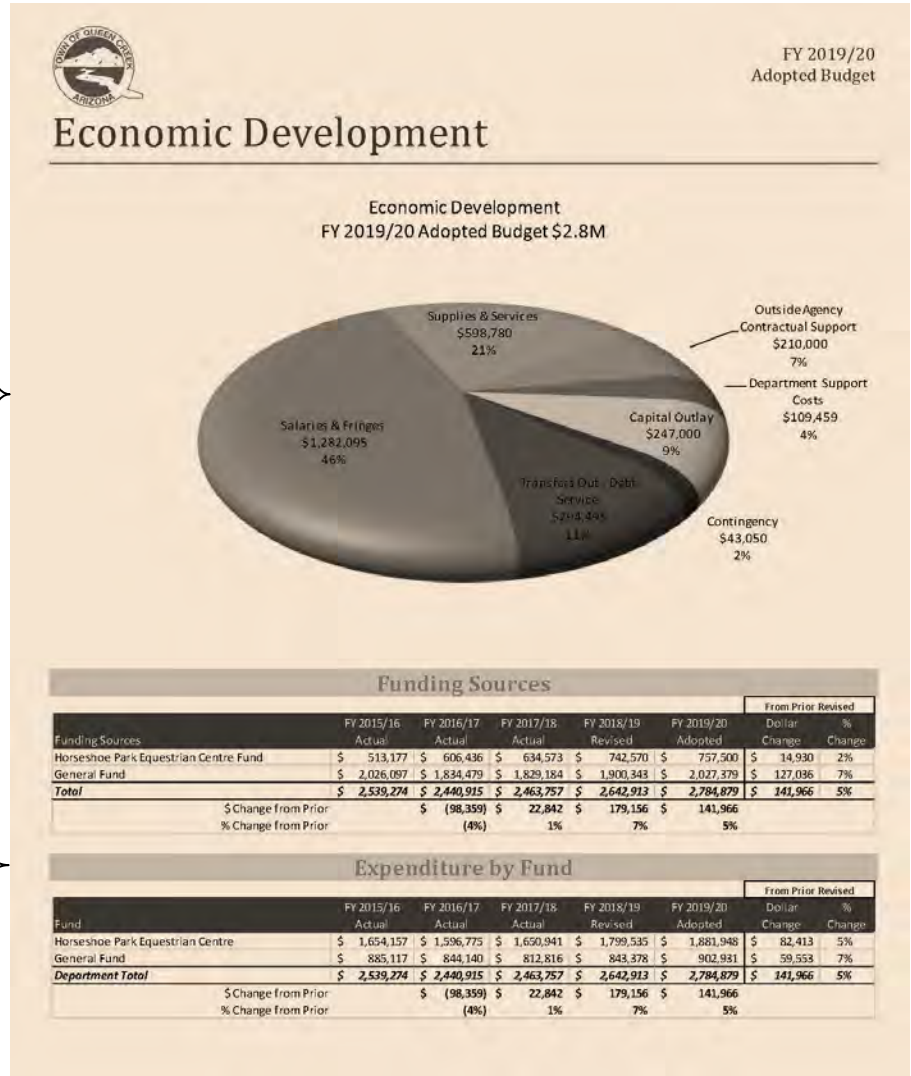 TOWN OF QUEEN CREEK
ARIZONA
FY 2019/20
Adopted Budget
Economic Development
Economic Development
FY 2019/20 Adopted Budget $2.8M
Supplies & Services
$598,780
21%
Outside Agency
Contractual Support
$210,000
7%
Department Support
Costs
$109,459
4%
Capital Outlay
$247,000
9%
Salaries & Fringes
$1,282,095
46%
Transfers Out - Debt
Service
11%
Contingency
$43,050
2%
Funding Sources
From Prior Revised
FY 2015/16 FY 2016/17 FY 2017/18 FY 2018/19 FY 2019/20 Dollar %
Funding Sources Actual Actual Actual Revised Adopted Change Change
Horseshoe Park Equestrian Centre Fund $ 513,177 $ 606,436 $ 634,573 $ 742,570 $ 757,500 $ 14,930 2%
General Fund $ 2,026,097 $ 1,834,479 $ 1,829,184 $ 1,900,343 $ 2,027,379 $ 127,036 7%
Total $ 2,539,274 $ 2,440,915 $ 2,463,757 $ 2,642,913 $ 2,784,879 $ 141,966 5%
$ Change from Prior $ (98,359) $ 22,842 $ 179,156 $ 141,966
% Change from Prior (4%) 1% 7% 5%
Expenditure by Fund
From Prior Revised
FY 2015/16 FY 2016/17 FY 2017/18 FY 2018/19 FY 2019/20 Dollar %
Fund Actual Actual Actual Revised Adopted Change Change
Horseshoe Park Equestrian Centre $ 1,654,157 $ 1,596,775 $ 1,650,941 $ 1,799,535 $ 1,881,948 $ 82,413 5%
General Fund $ 885,117 $ 844,140 $ 812,816 $ 843,378 $ 902,931 $ 59,553 7%
Department Total $ 2,539,274 $ 2,440,915 $ 2,463,757 $ 2,642,913 $ 2,784,879 $ 141,966 5%
$ Change from Prior $ (98,359) $ 22,842 $ 179,156 $ 141,966
% Change from Prior (4%) 1% 7% 5%